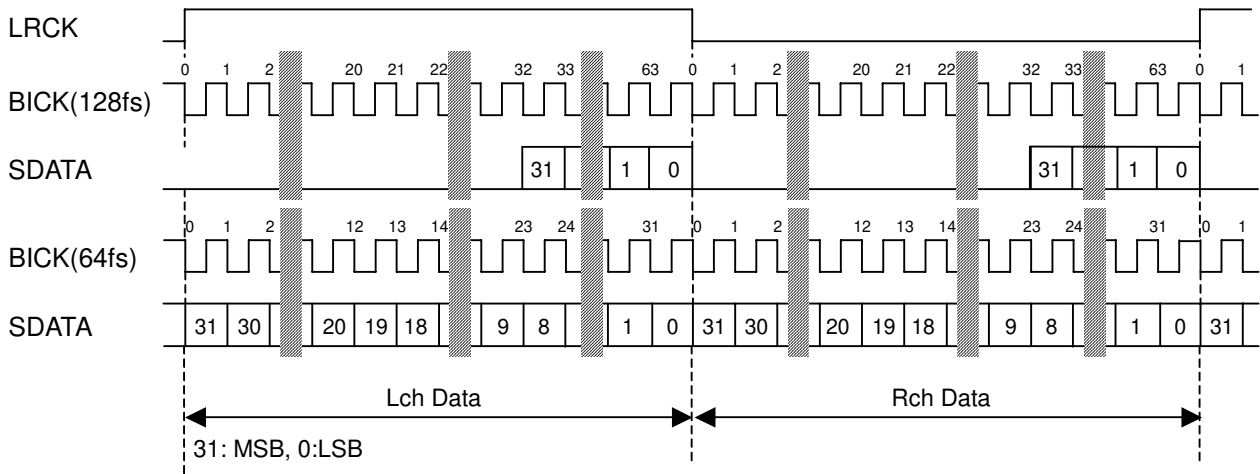 LRCK
0 1 2 20 21 22 32 33 63 0 1 2 20 21 22 32 33 63 0 1
BICK(128fs)
SDATA 31 1 0 31 1 0
0 1 2 12 13 14 23 24 31 0 1 2 12 13 14 23 24 31 0 1
BICK(64fs)
SDATA 31 30 20 19 18 9 8 1 0 31 30 20 19 18 9 8 1 0 31
Lch Data Rch Data
31: MSB, 0:LSB